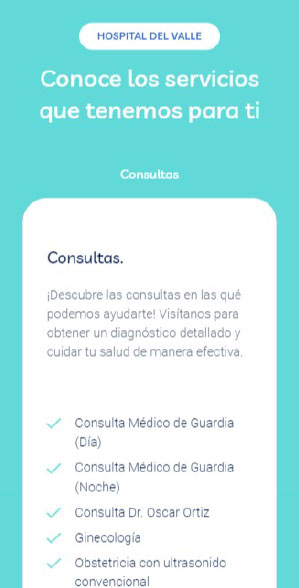 HOSPITAL DEL VALLE
Conoce los servicios
que tenemos para ti
Consultas
Consultas.
¡Descubre las consultas en las qué
podemos ayudarte! Visítanos para
obtener un diagnóstico detallado y
cuidar tu salud de manera efectiva.
Consulta Médico de Guardia
(Día)
Consulta Médico de Guardia
(Noche)
Consulta Dr. Oscar Ortiz
Ginecología
Obstetricia con ultrasonido
convencional